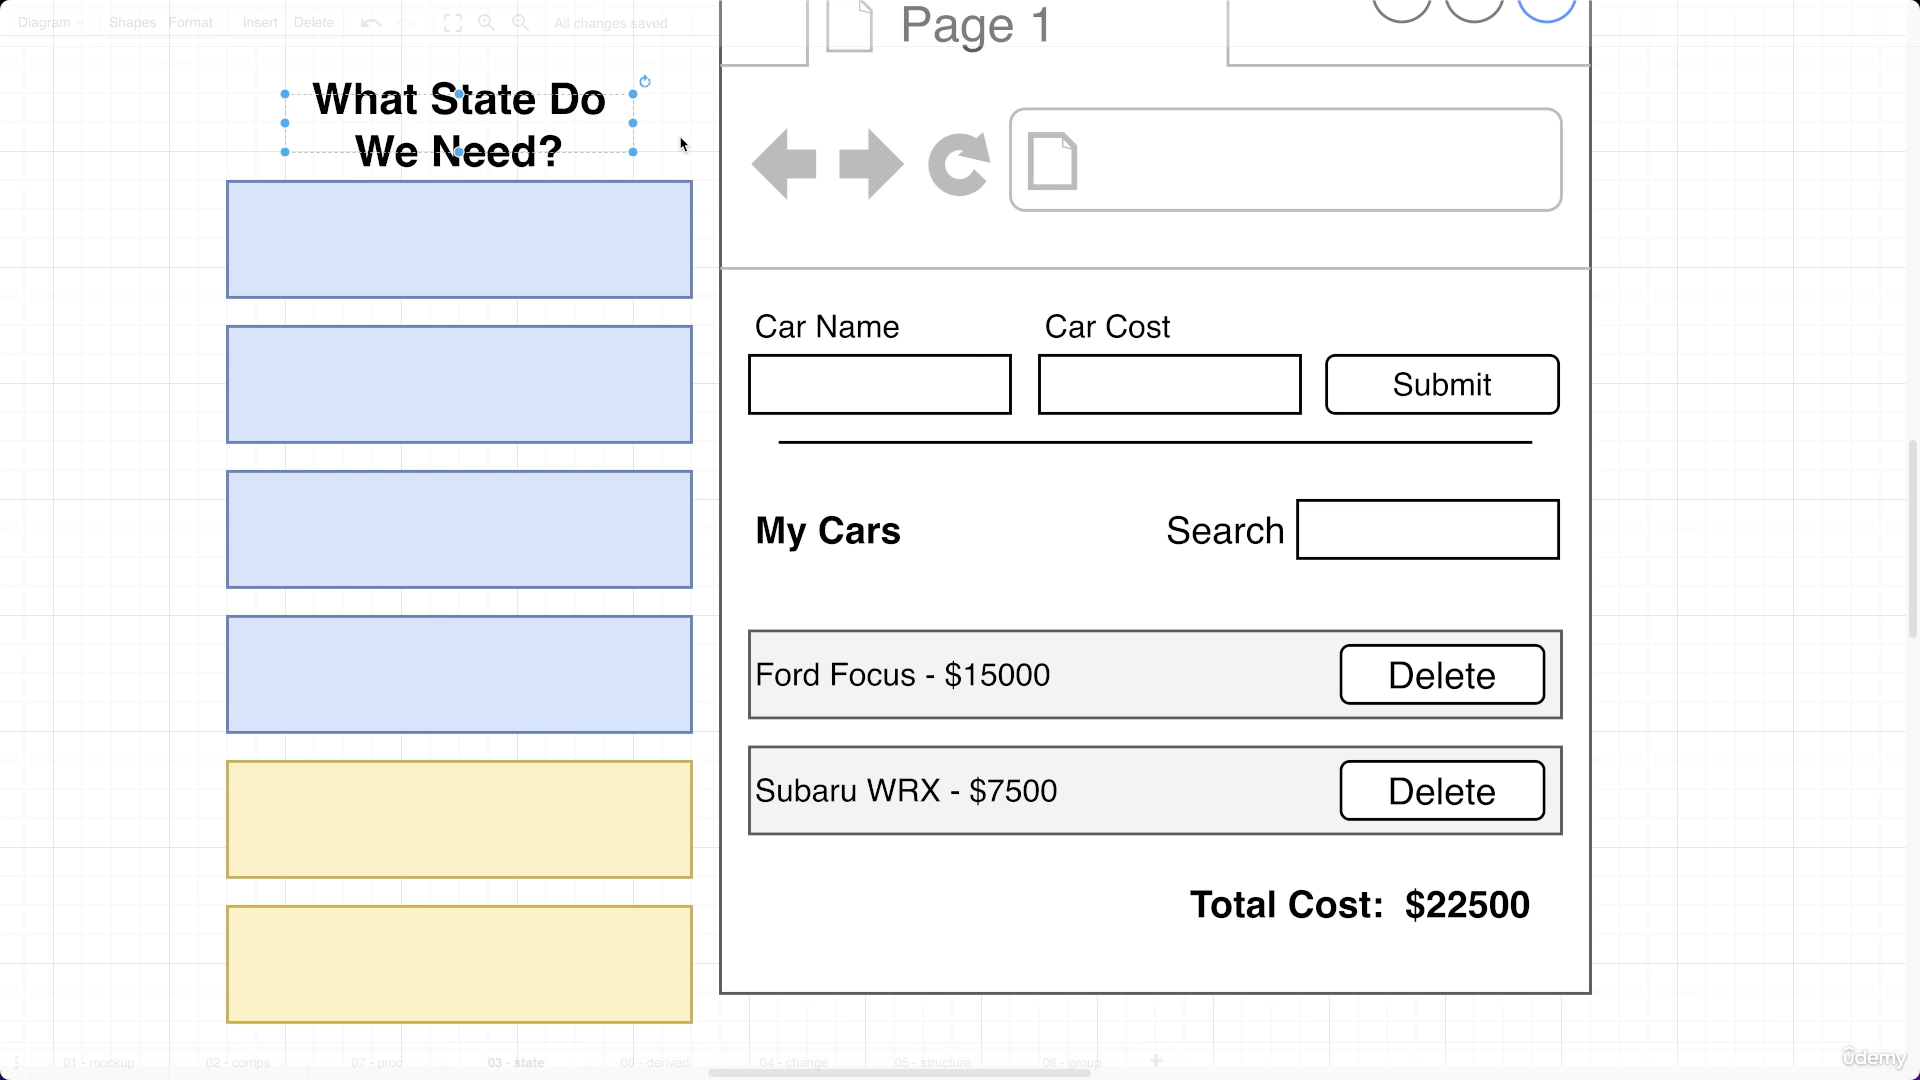 Diagram Shapes Format Insert Delete All changes saved
Page 1
What State Do
We Need?
Car Name Car Cost
Submit
My Cars Search
Ford Focus - $15000 Delete
Subaru WRX - $7500 Delete
Total Cost: $22500
01 - mockup 02 - comps 07 - prod 03 - state 06 - derived 04 - change 05 - structure 06 - group
ûdemy